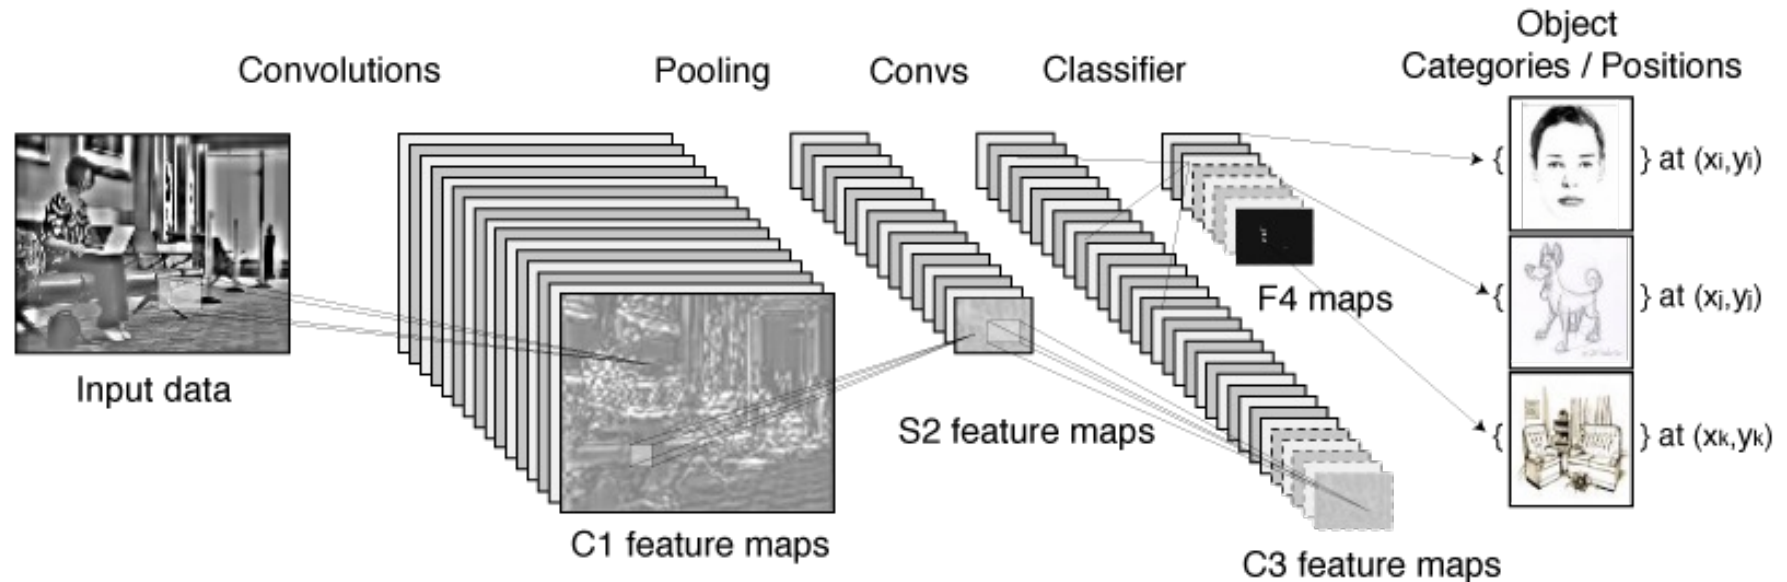 Object
Categories / Positions
Convolutions
Pooling
Convs
Classifier
{ } at (xi,yi)
{ } at (xj,yj)
{ } at (xk,yk)
Input data
F4 maps
S2 feature maps
C1 feature maps
C3 feature maps